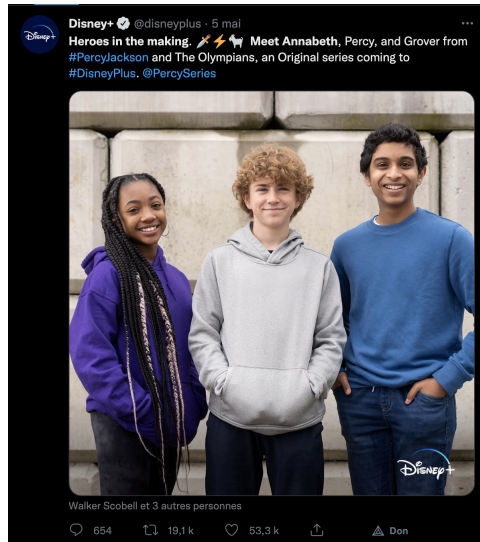 Disney+ @disneyplus · 5 mai
Heroes in the making. 🗡️⚡🐐 Meet Annabeth, Percy, and Grover from
#PercyJackson and The Olympians, an Original series coming to
#DisneyPlus. @PercySeries
Disney+
Disney+
Walker Scobell et 3 autres personnes
654 19,1 k 53,3 k Don